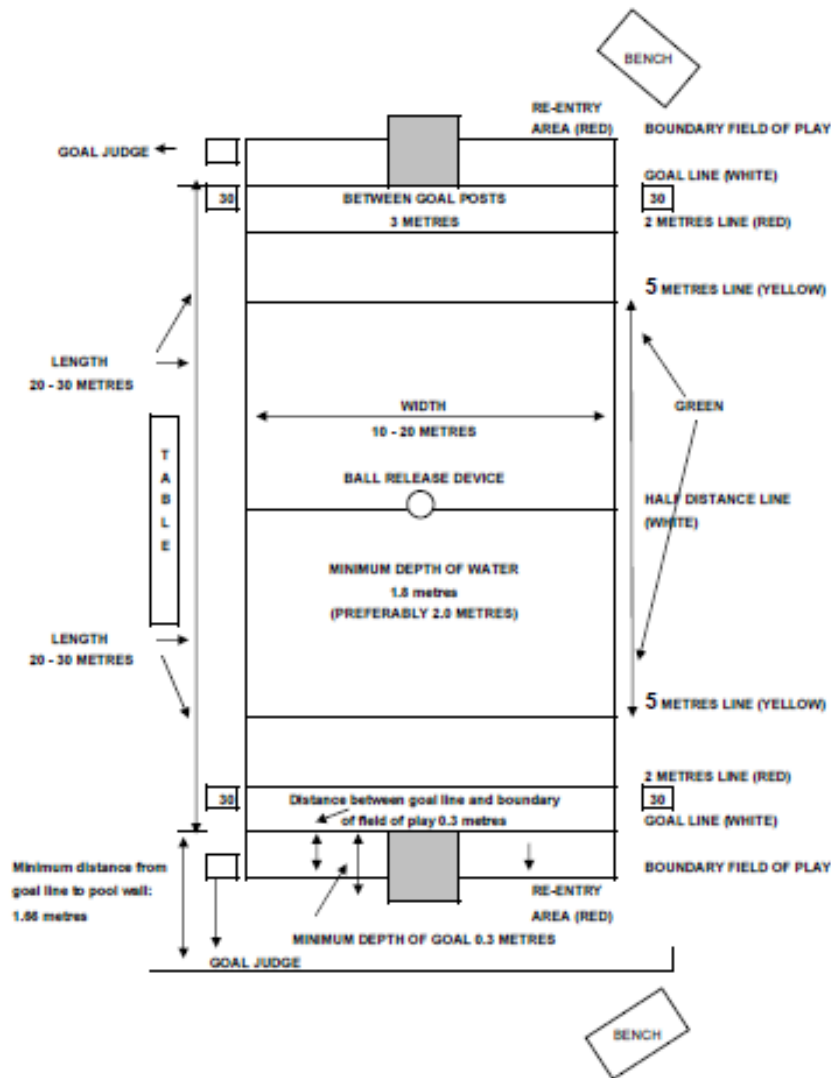 BENCH
RE-ENTRY
AREA (RED)
BOUNDARY FIELD OF PLAY
GOAL JUDGE
GOAL LINE (WHITE)
30
BETWEEN GOAL POSTS
30
3 METRES
2 METRES LINE (RED)
5 METRES LINE (YELLOW)
LENGTH
20 - 30 METRES
WIDTH
GREEN
10 - 20 METRES
TABLE
BALL RELEASE DEVICE
HALF DISTANCE LINE
(WHITE)
MINIMUM DEPTH OF WATER
1.8 metres
(PREFERABLY 2.0 METRES)
LENGTH
20 - 30 METRES
5 METRES LINE (YELLOW)
2 METRES LINE (RED)
30
Distance between goal line and boundary
30
of field of play 0.3 metres
GOAL LINE (WHITE)
Minimum distance from
goal line to pool wall:
1.66 metres
BOUNDARY FIELD OF PLAY
RE-ENTRY
AREA (RED)
MINIMUM DEPTH OF GOAL 0.3 METRES
GOAL JUDGE
BENCH